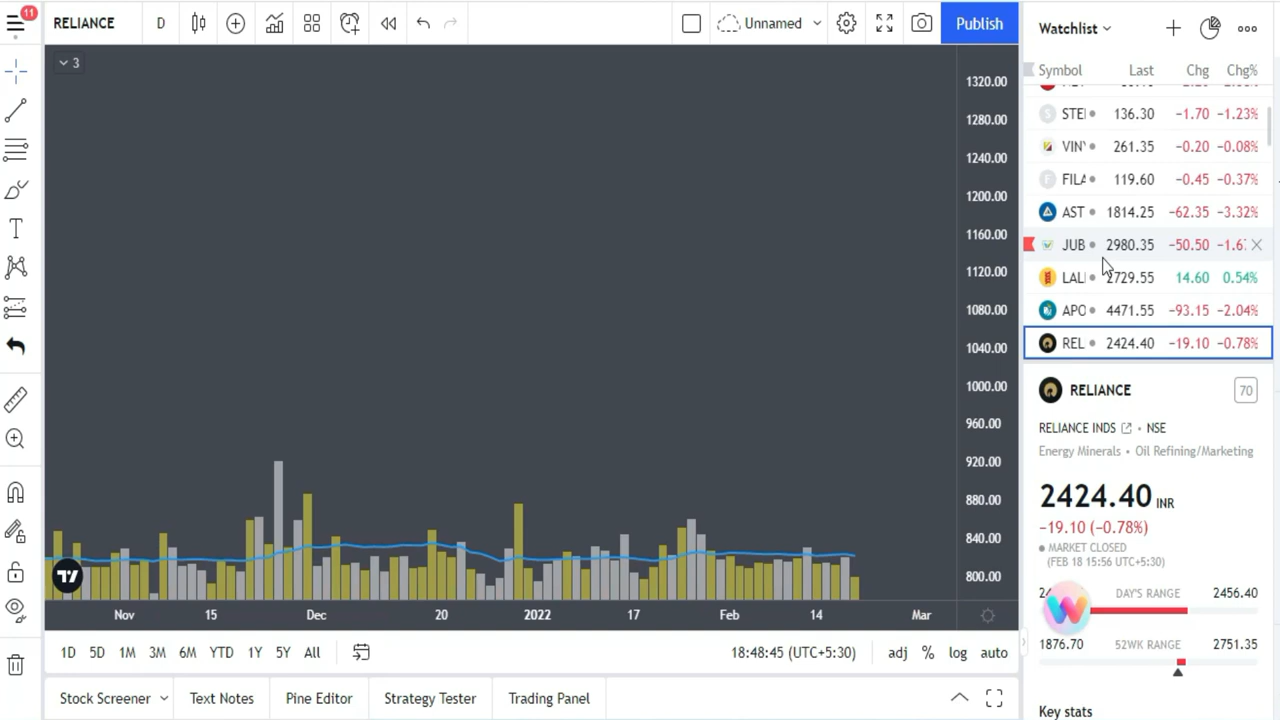 11
RELIANCE D Unnamed Publish
3
1320.00
1280.00
1240.00
1200.00
1160.00
1120.00
1080.00
1040.00
1000.00
960.00
920.00
880.00
840.00
800.00
Nov 15 Dec 20 2022 17 Feb 14 Mar
1D 5D 1M 3M 6M YTD 1Y 5Y All 18:48:45 (UTC+5:30) adj % log auto
Stock Screener Text Notes Pine Editor Strategy Tester Trading Panel
Watchlist
Symbol Last Chg Chg%
STE 136.30 −1.70 −1.23%
VIN 261.35 −0.20 −0.08%
FILA 119.60 −0.45 −0.37%
AST 1814.25 −62.35 −3.32%
JUB 2980.35 −50.50 −1.6
LAL 2729.55 14.60 0.54%
APO 4471.55 −93.15 −2.04%
REL 2424.40 −19.10 −0.78%
RELIANCE 70
RELIANCE INDS • NSE
Energy Minerals • Oil Refining/Marketing
2424.40 INR
−19.10 (−0.78%)
MARKET CLOSED
(FEB 18 15:56 UTC+5:30)
DAY'S RANGE 2456.40
1876.70 52WK RANGE 2751.35
Key stats